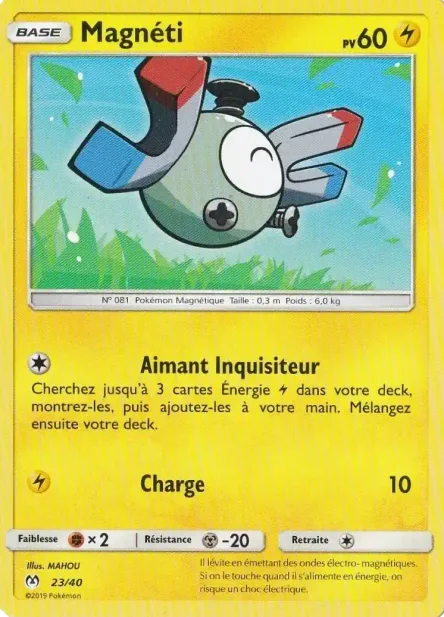 BASE Magnéti PV60
Nº 081 Pokémon Magnétique Taille : 0,3 m Poids : 6,0 kg
Aimant Inquisiteur
Cherchez jusqu'à 3 cartes Énergie dans votre deck,
montrez-les, puis ajoutez-les à votre main. Mélangez
ensuite votre deck.
Charge 10
Faiblesse × 2 Résistance -20 Retraite
Illus. MAHOU
23/40
©2019 Pokémon
Il lévite en émettant des ondes électro- magnétiques.
Si on le touche quand il s'alimente en énergie, on
risque un choc électrique.